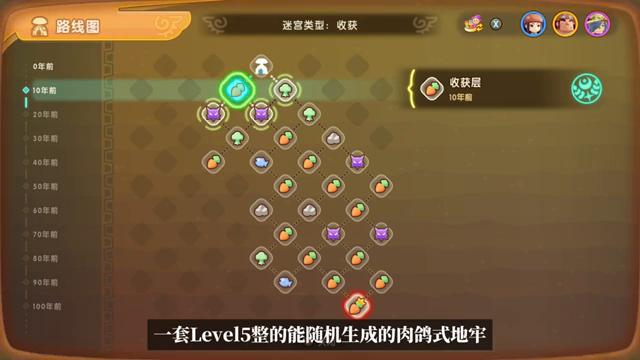 路线图
迷宫类型：收获
X
0年前
10年前
20年前
30年前
40年前
50年前
60年前
70年前
80年前
90年前
100年前
收获层
10年前
一套Level5整的能随机生成的肉鸽式地牢